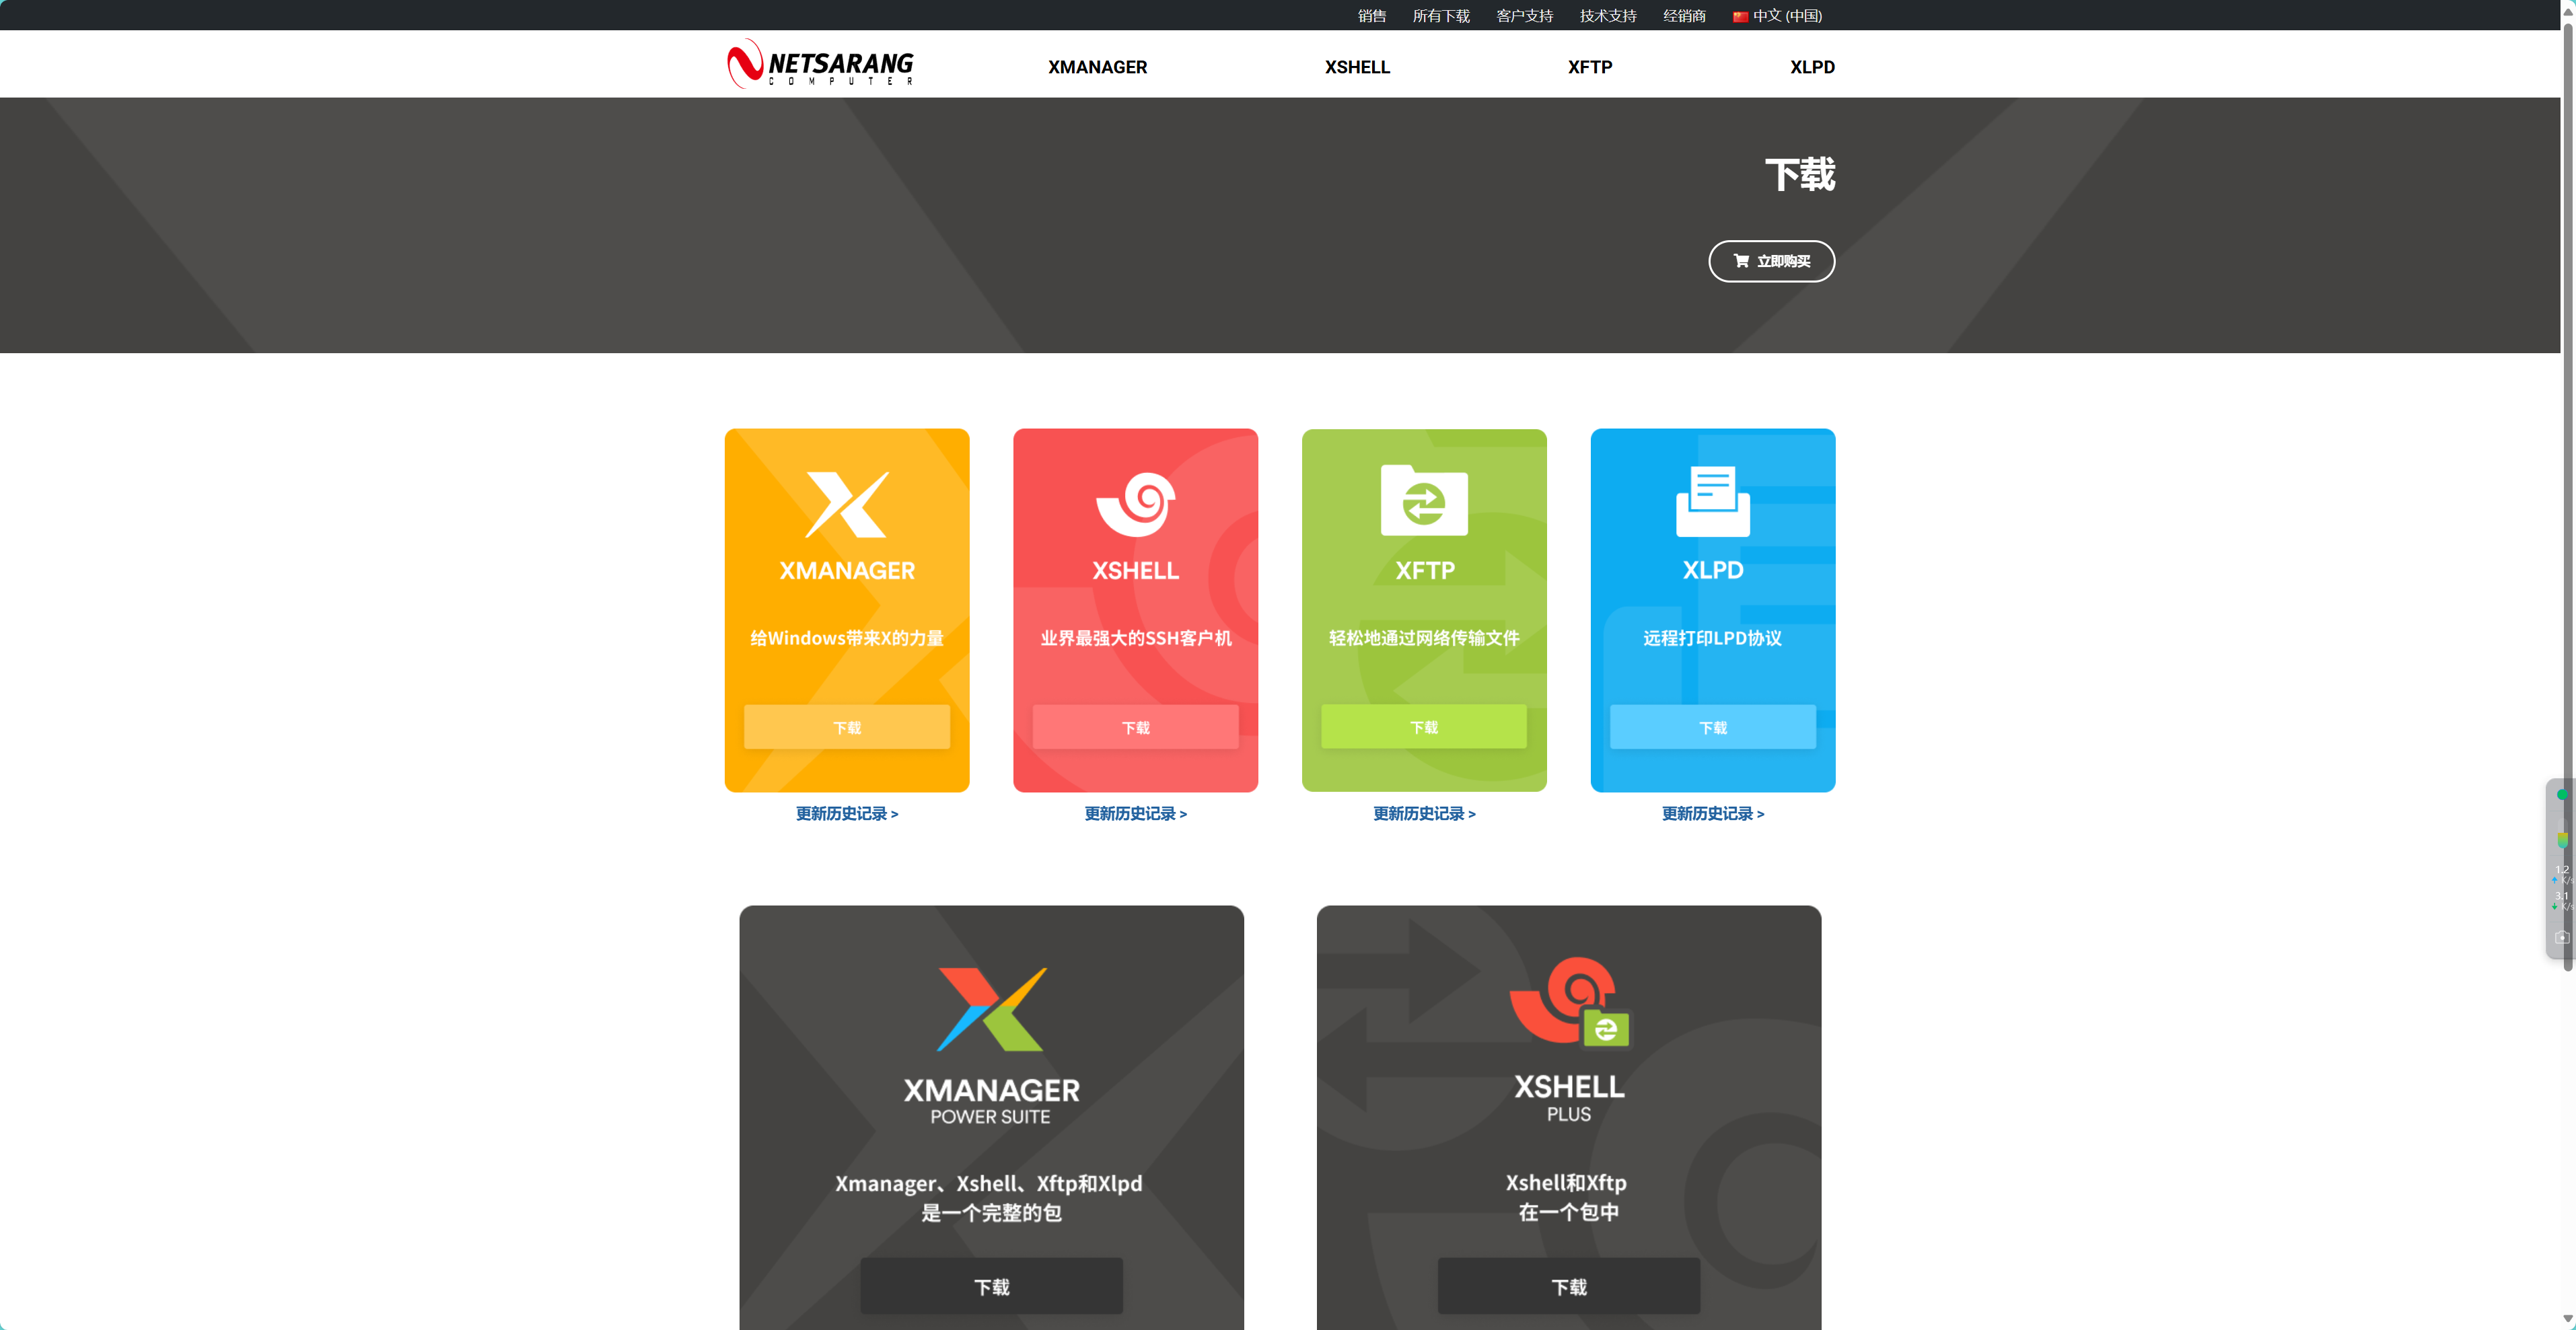 销售 所有下载 客户支持 技术支持 经销商 中文 (中国)
NETSARANG
COMPUTER
XMANAGER XSHELL XFTP XLPD
下载
立即购买
XMANAGER
给Windows带来X的力量
下载
更新历史记录 >
XSHELL
业界最强大的SSH客户机
下载
更新历史记录 >
XFTP
轻松地通过网络传输文件
下载
更新历史记录 >
XLPD
远程打印LPD协议
下载
更新历史记录 >
1.2
K/s
3.1
K/s
XMANAGER
POWER SUITE
Xmanager、Xshell、Xftp和Xlpd
是一个完整的包
下载
XSHELL
PLUS
Xshell和Xftp
在一个包中
下载